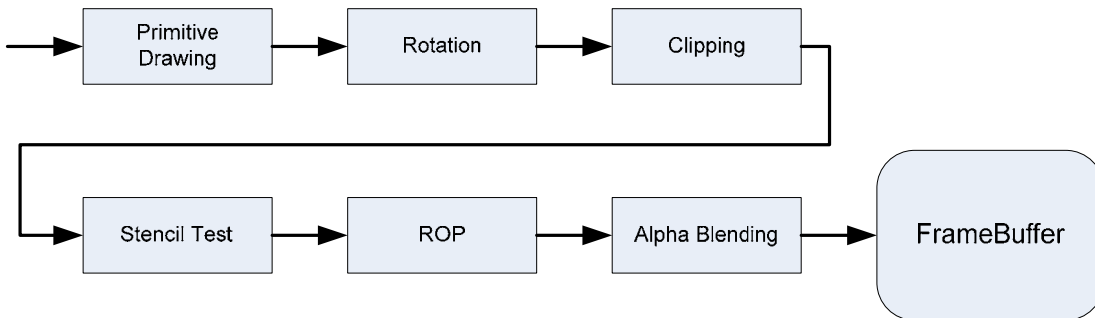 Primitive
Drawing
Rotation
Clipping
Stencil Test
ROP
Alpha Blending
FrameBuffer